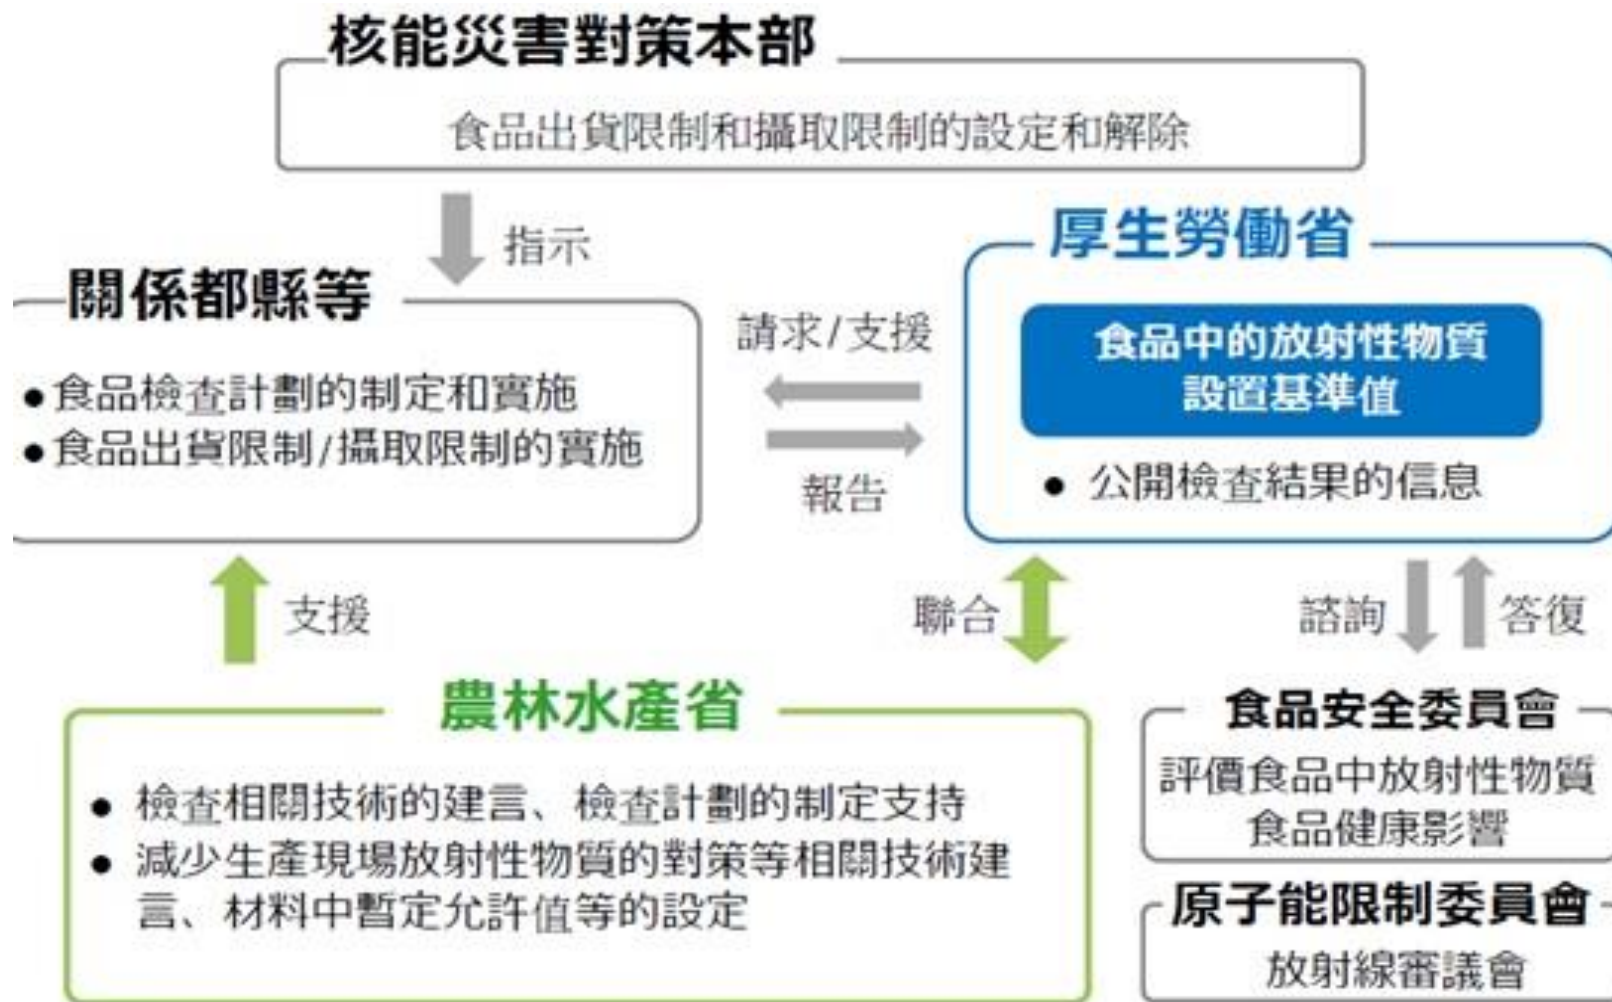 核能災害對策本部
食品出貨限制和攝取限制的設定和解除
指示
厚生勞働省
關係都縣等
食品中的放射性物質
設置基準值
請求/支援
●食品檢查計劃的制定和實施
●食品出貨限制/攝取限制的實施
報告
● 公開檢查結果的信息
支援
聯合
諮詢
答復
農林水產省
● 檢查相關技術的建言、檢查計劃的制定支持
● 減少生產現場放射性物質的對策等相關技術建
言、材料中暫定允許值等的設定
食品安全委員會
評價食品中放射性物質
食品健康影響
原子能限制委員會
放射線審議會